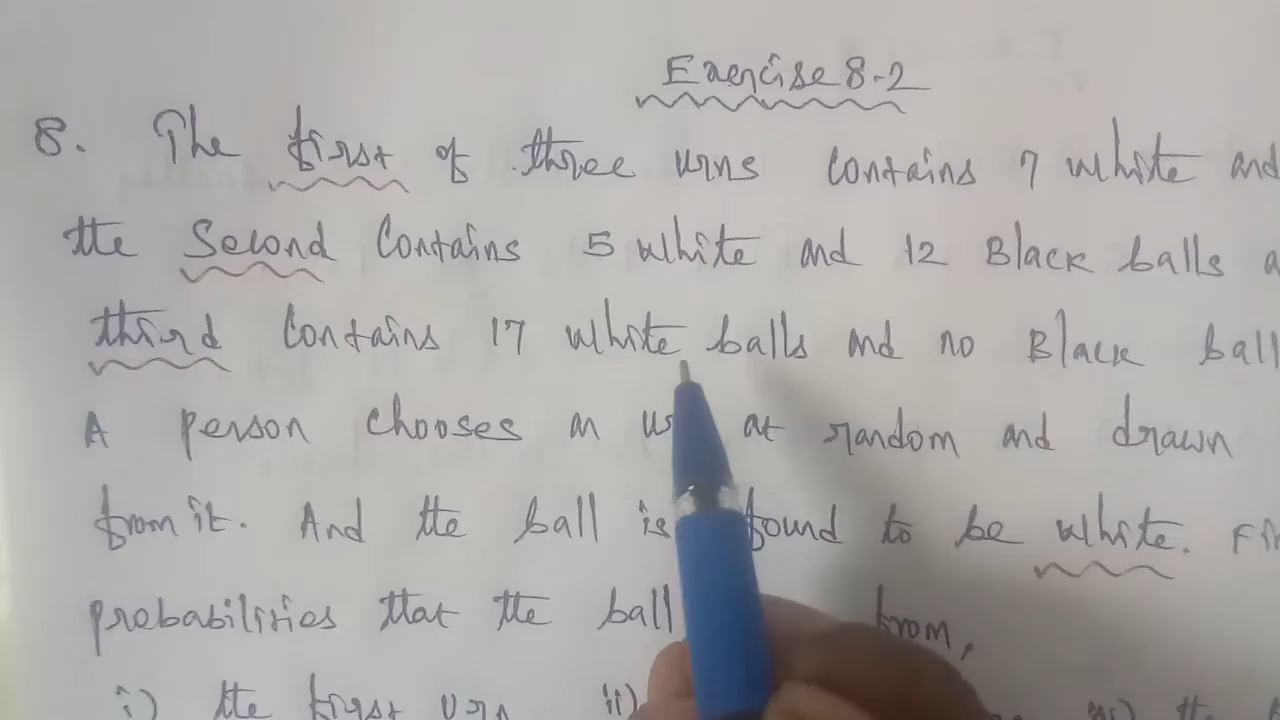 Exercise 8.2
8. The first of three urns contains 7 white and
the Second Contains 5 white and 12 Black balls
third Contains 17 white balls and no Black ball
A person chooses an at random and drawn
from it. And the ball is found to be white.
probabilities that the ball from,
i) the first urn ii) iii)